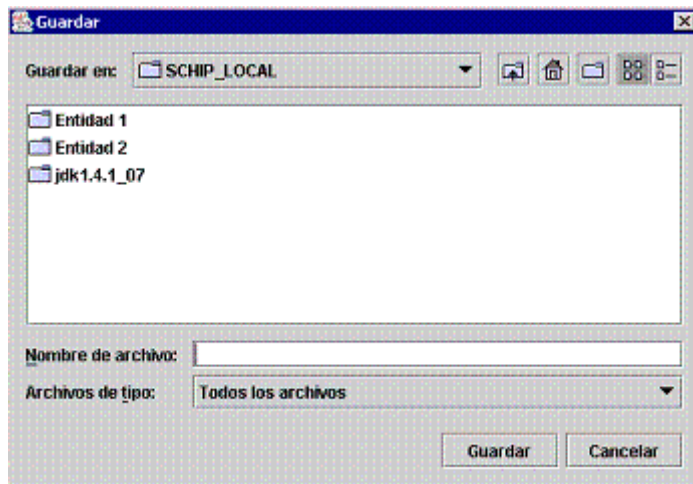 Guardar
Guardar en: SCHIP_LOCAL
Entidad 1
Entidad 2
jdk1.4.1_07
Nombre de archivo:
Archivos de tipo: Todos los archivos
Guardar Cancelar